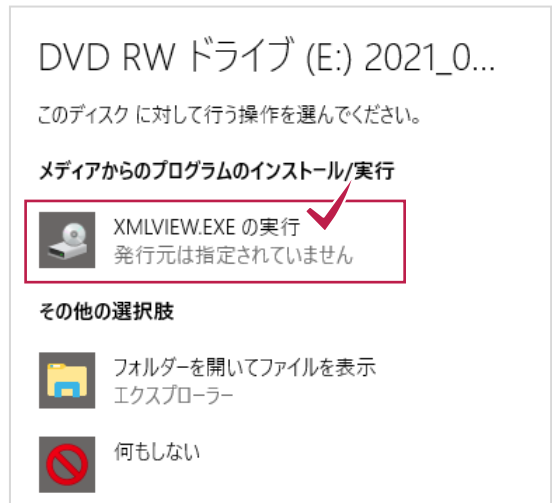 DVD RW ドライブ (E:) 2021_0...
このディスク に対して行う操作を選んでください。
メディアからのプログラムのインストール/実行
XMLVIEW.EXE の実行
発行元は指定されていません
その他の選択肢
フォルダーを開いてファイルを表示
エクスプローラー
何もしない